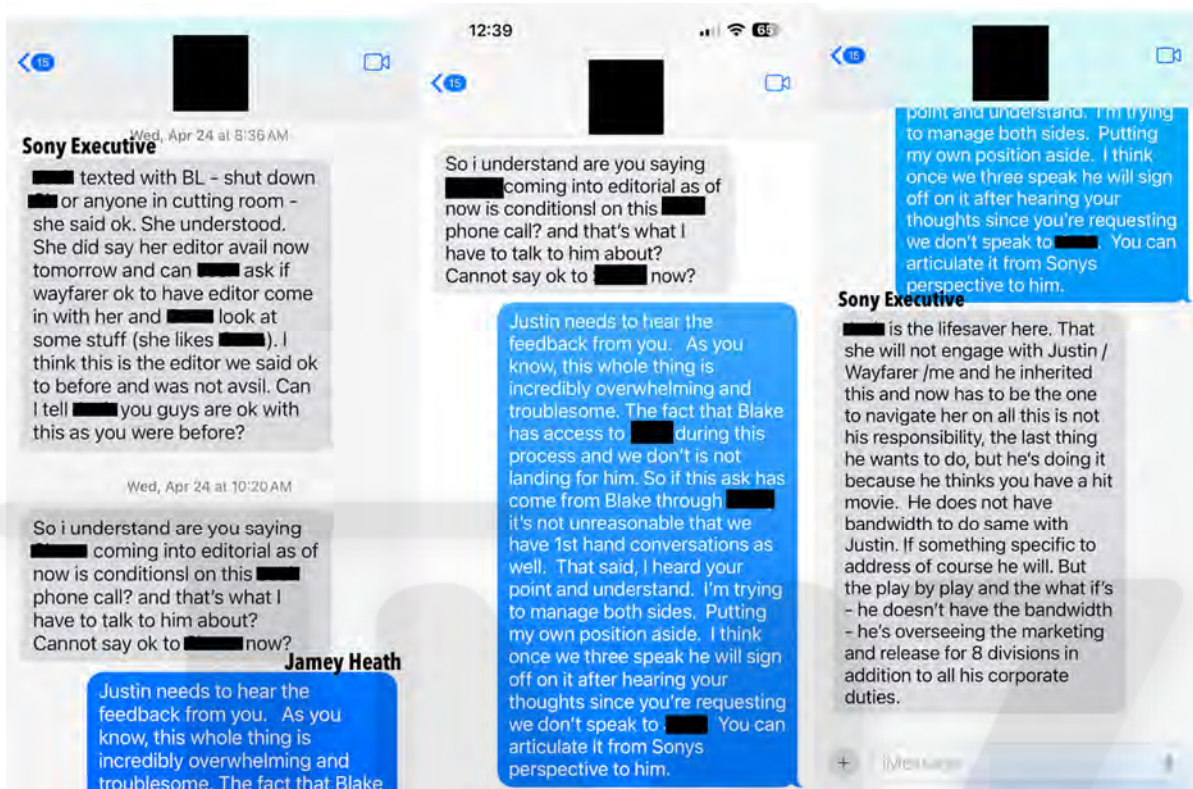 15
Wed, Apr 24 at 8:36 AM
Sony Executive
texted with BL - shut down
or anyone in cutting room -
she said ok. She understood.
She did say her editor avail now
tomorrow and can ask if
wayfarer ok to have editor come
in with her and look at
some stuff (she likes ). I
think this is the editor we said ok
to before and was not avsil. Can
I tell you guys are ok with
this as you were before?
Wed, Apr 24 at 10:20 AM
So i understand are you saying
coming into editorial as of
now is conditionsl on this
phone call? and that's what I
have to talk to him about?
Cannot say ok to now?
Jamey Heath
Justin needs to hear the
feedback from you. As you
know, this whole thing is
incredibly overwhelming and
troublesome. The fact that Blake
12:39
65
15
So i understand are you saying
coming into editorial as of
now is conditionsl on this
phone call? and that's what I
have to talk to him about?
Cannot say ok to now?
Justin needs to hear the
feedback from you. As you
know, this whole thing is
incredibly overwhelming and
troublesome. The fact that Blake
has access to during this
process and we don't is not
landing for him. So if this ask has
come from Blake through
it's not unreasonable that we
have 1st hand conversations as
well. That said, I heard your
point and understand. I'm trying
to manage both sides. Putting
my own position aside. I think
once we three speak he will sign
off on it after hearing your
thoughts since you're requesting
we don't speak to You can
articulate it from Sonys
perspective to him.
15
point and understand. I'm trying
to manage both sides. Putting
my own position aside. I think
once we three speak he will sign
off on it after hearing your
thoughts since you're requesting
we don't speak to . You can
articulate it from Sonys
perspective to him.
Sony Executive
is the lifesaver here. That
she will not engage with Justin /
Wayfarer /me and he inherited
this and now has to be the one
to navigate her on all this is not
his responsibility, the last thing
he wants to do, but he's doing it
because he thinks you have a hit
movie. He does not have
bandwidth to do same with
Justin. If something specific to
address of course he will. But
the play by play and the what if's
- he doesn't have the bandwidth
- he's overseeing the marketing
and release for 8 divisions in
addition to all his corporate
duties.
iMessage